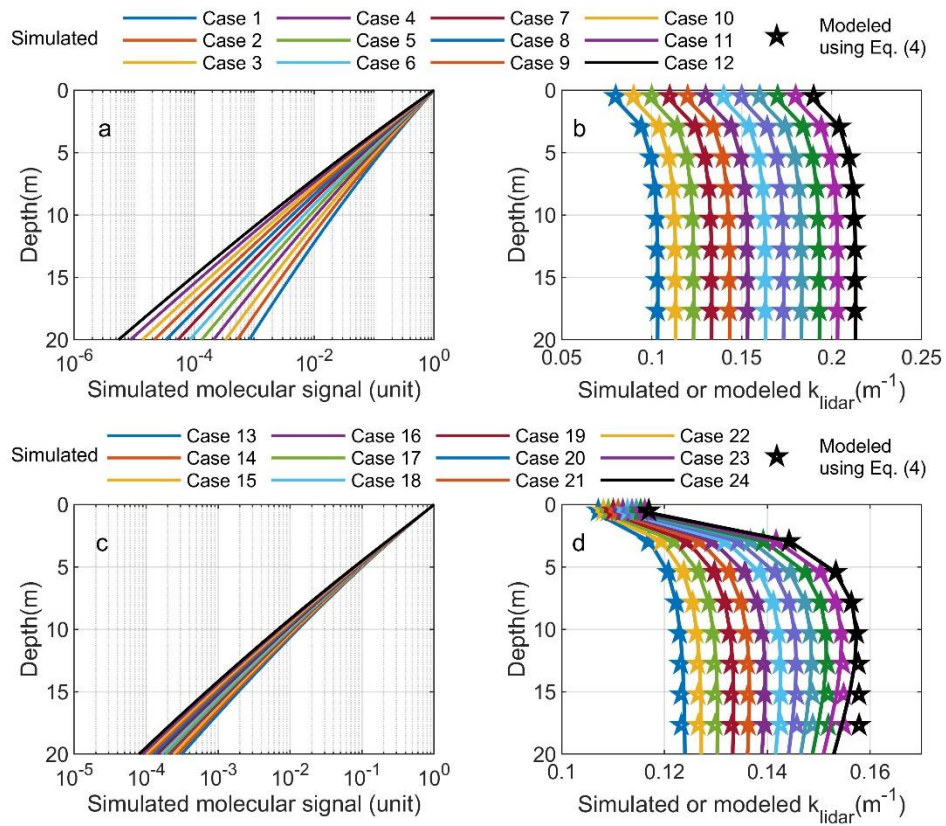 Simulated
Case 1 Case 4 Case 7 Case 10
Case 2 Case 5 Case 8 Case 11
Case 3 Case 6 Case 9 Case 12
Modeled
using Eq. (4)
a
Depth(m)
0
5
10
15
20
10^-6 10^-4 10^-2 10^0
Simulated molecular signal (unit)
b
Depth(m)
0
5
10
15
20
0.05 0.1 0.15 0.2 0.25
Simulated or modeled k_lidar(m^-1)
Simulated
Case 13 Case 16 Case 19 Case 22
Case 14 Case 17 Case 20 Case 23
Case 15 Case 18 Case 21 Case 24
Modeled
using Eq. (4)
c
Depth(m)
0
5
10
15
20
10^-5 10^-4 10^-3 10^-2 10^-1 10^0
Simulated molecular signal (unit)
d
Depth(m)
0
5
10
15
20
0.1 0.12 0.14 0.16
Simulated or modeled k_lidar(m^-1)